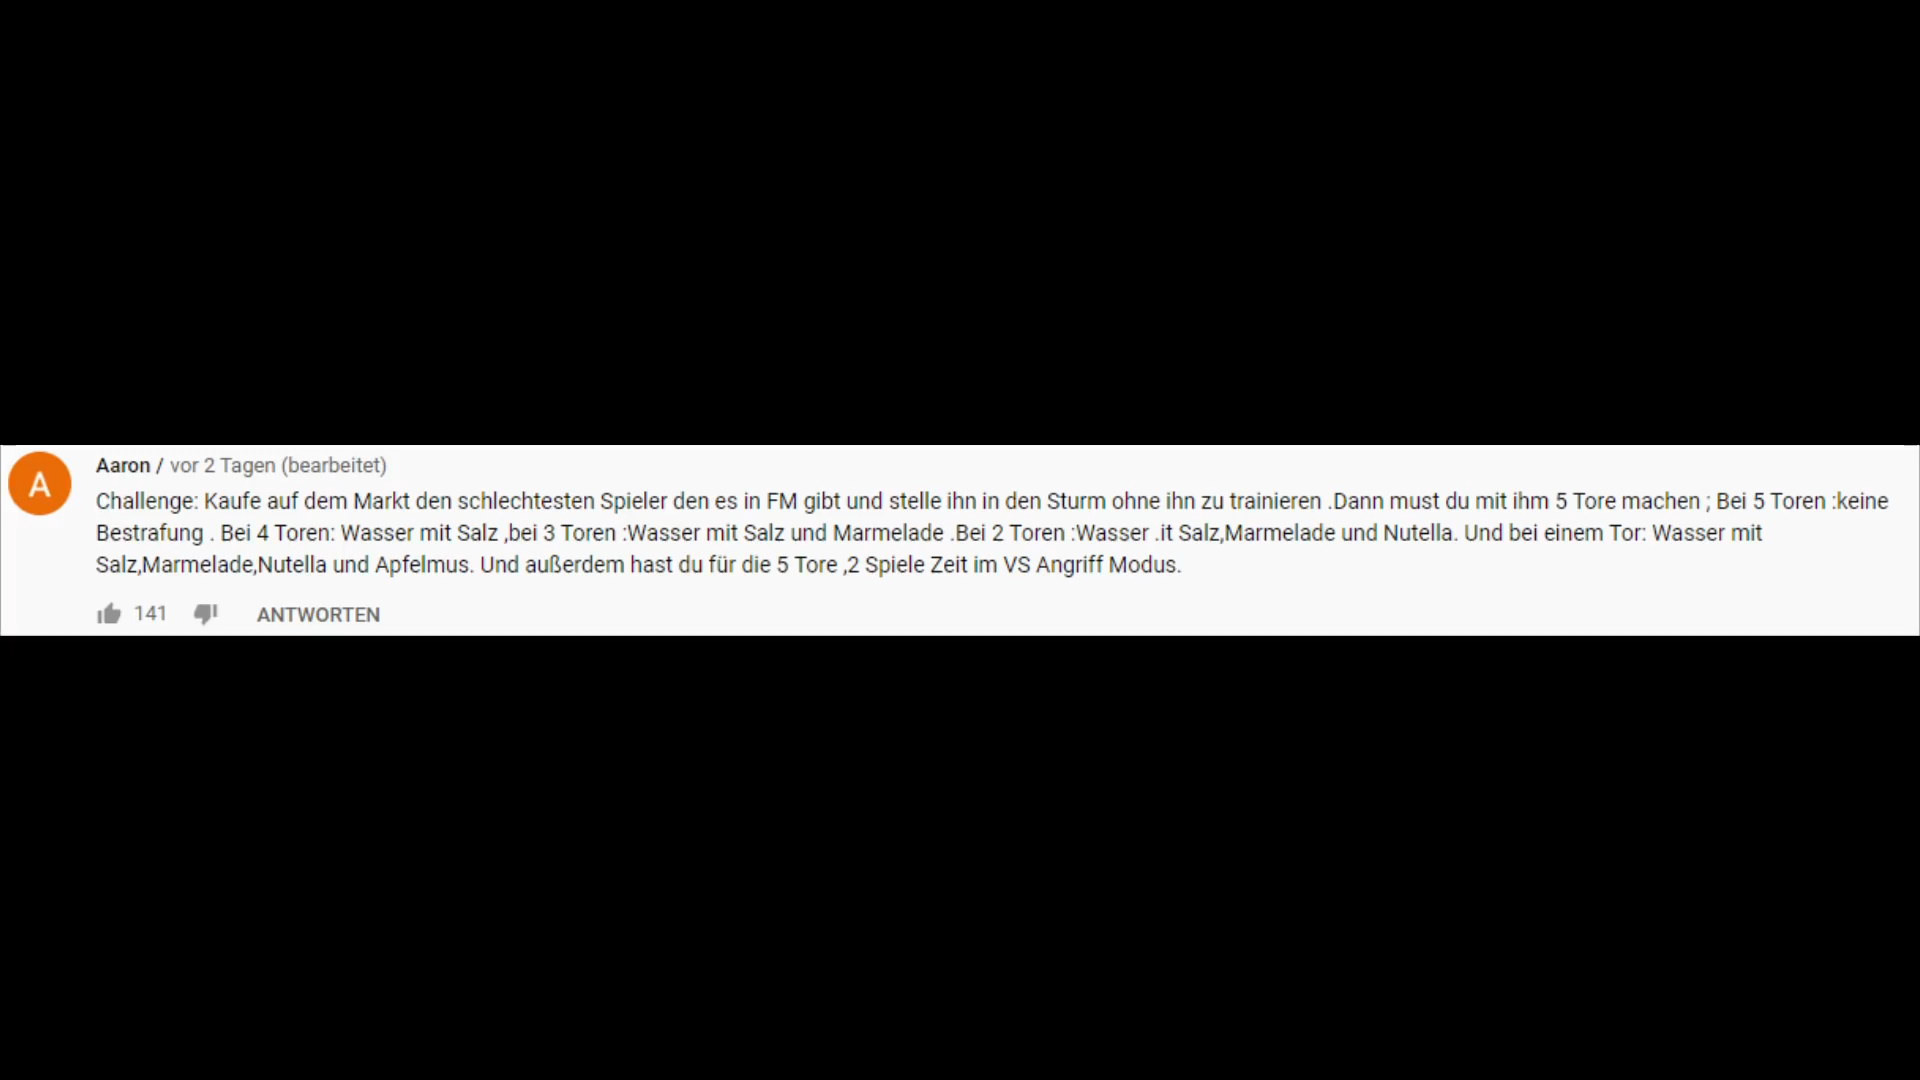 A
Aaron / vor 2 Tagen (bearbeitet)
Challenge: Kaufe auf dem Markt den schlechtesten Spieler den es in FM gibt und stelle ihn in den Sturm ohne ihn zu trainieren .Dann must du mit ihm 5 Tore machen ; Bei 5 Toren :keine
Bestrafung . Bei 4 Toren: Wasser mit Salz ,bei 3 Toren :Wasser mit Salz und Marmelade .Bei 2 Toren :Wasser .it Salz,Marmelade und Nutella. Und bei einem Tor: Wasser mit
Salz,Marmelade,Nutella und Apfelmus. Und außerdem hast du für die 5 Tore ,2 Spiele Zeit im VS Angriff Modus.
141 ANTWORTEN